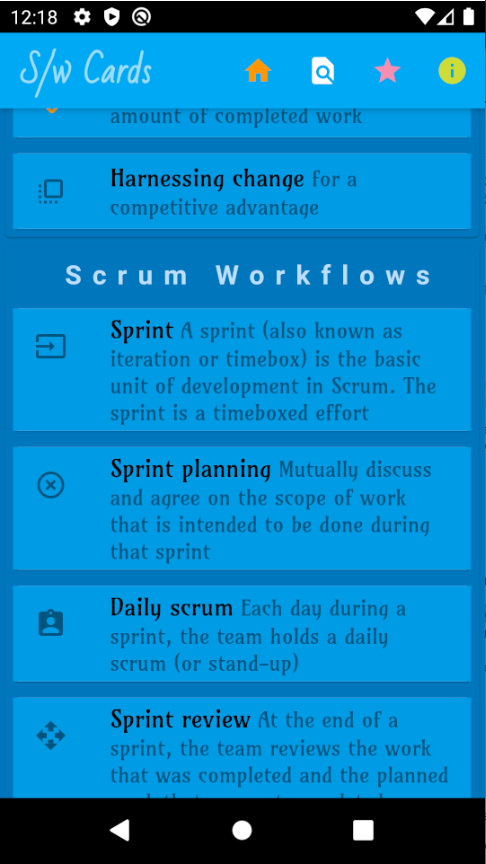 12:18
S/w Cards
amount of completed work
Harnessing change for a
competitive advantage
Scrum Workflows
Sprint A sprint (also known as
iteration or timebox) is the basic
unit of development in Scrum. The
sprint is a timeboxed effort
Sprint planning Mutually discuss
and agree on the scope of work
that is intended to be done during
that sprint
Daily scrum Each day during a
sprint, the team holds a daily
scrum (or stand-up)
Sprint review At the end of a
sprint, the team reviews the work
that was completed and the planned